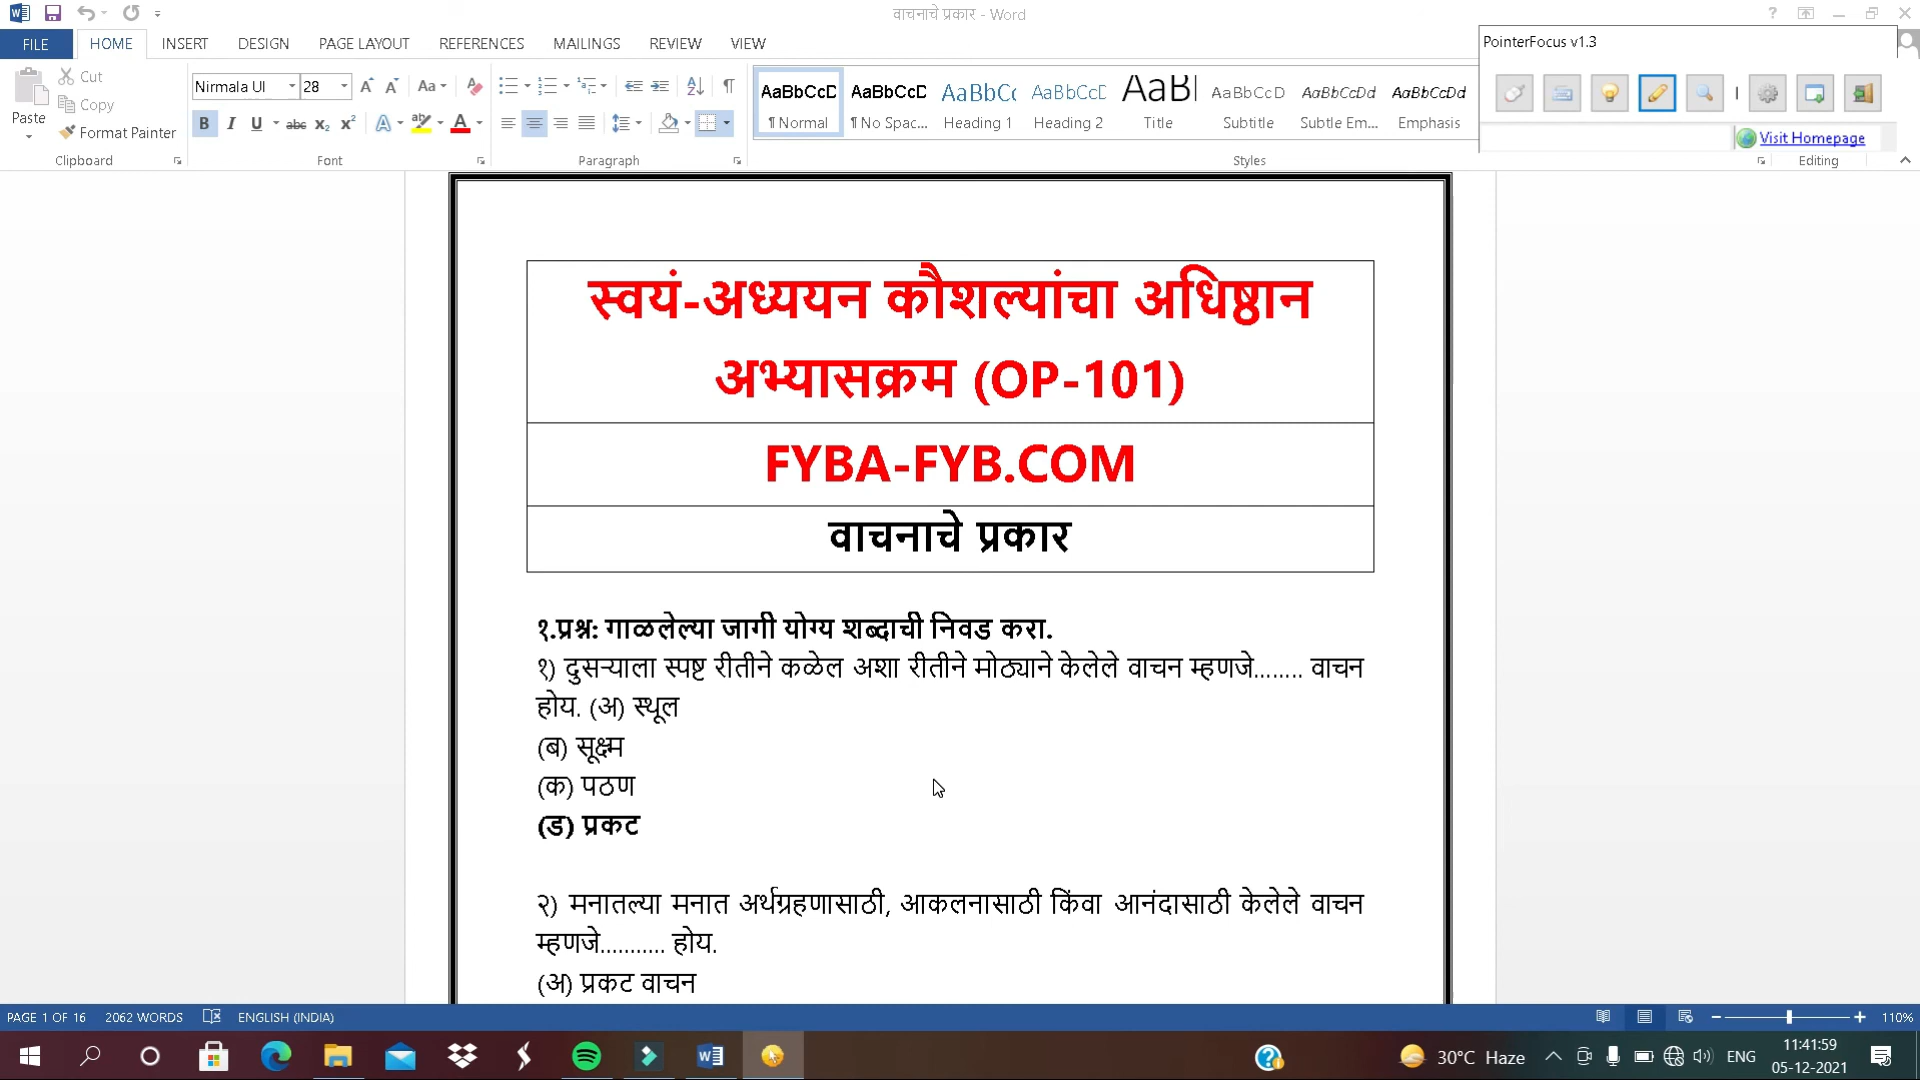 वाचनाचे प्रकार - Word
FILE HOME INSERT DESIGN PAGE LAYOUT REFERENCES MAILINGS REVIEW VIEW
PointerFocus v1.3
Paste
Cut
Copy
Format Painter
Clipboard
Nirmala UI 28
Font
Paragraph
AaBbCcD AaBbCcD AaBbCc AaBbCcD AaBl AaBbCcD AaBbCcDd AaBbCcDd
¶ Normal ¶ No Spac... Heading 1 Heading 2 Title Subtitle Subtle Em... Emphasis
Styles
Visit Homepage
Editing
स्वयं-अध्ययन कौशल्यांचा अधिष्ठान
अभ्यासक्रम (OP-101)
FYBA-FYB.COM
वाचनाचे प्रकार
१.प्रश्न: गाळलेल्या जागी योग्य शब्दाची निवड करा.
१) दुसऱ्याला स्पष्ट रीतीने कळेल अशा रीतीने मोठ्याने केलेले वाचन म्हणजे........ वाचन
होय. (अ) स्थूल
(ब) सूक्ष्म
(क) पठण
(ड) प्रकट
२) मनातल्या मनात अर्थग्रहणासाठी, आकलनासाठी किंवा आनंदासाठी केलेले वाचन
म्हणजे........... होय.
(अ) प्रकट वाचन
PAGE 1 OF 16 2062 WORDS ENGLISH (INDIA) 110%
30°C Haze ENG 11:41:59
05-12-2021